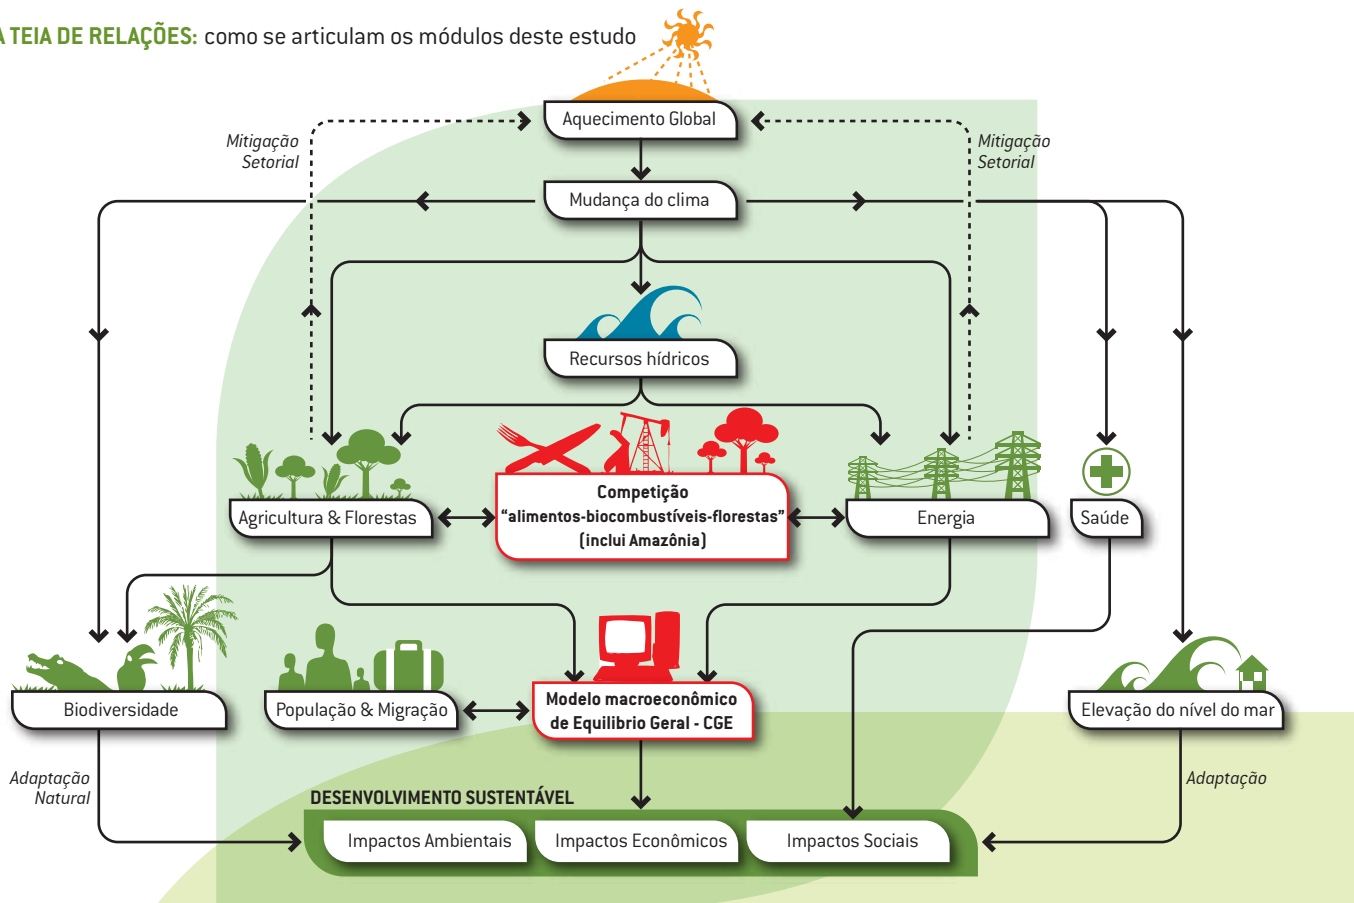 A TEIA DE RELAÇÕES: como se articulam os módulos deste estudo
Aquecimento Global
Mitigação
Setorial
Mitigação
Setorial
Mudança do clima
Recursos hídricos
Agricultura & Florestas
Competição
“alimentos-biocombustíveis-florestas”
(inclui Amazônia)
Energia
Saúde
Biodiversidade
População & Migração
Modelo macroeconômico
de Equilibrio Geral - CGE
Elevação do nível do mar
Adaptação
Natural
Adaptação
DESENVOLVIMENTO SUSTENTÁVEL
Impactos Ambientais
Impactos Econômicos
Impactos Sociais